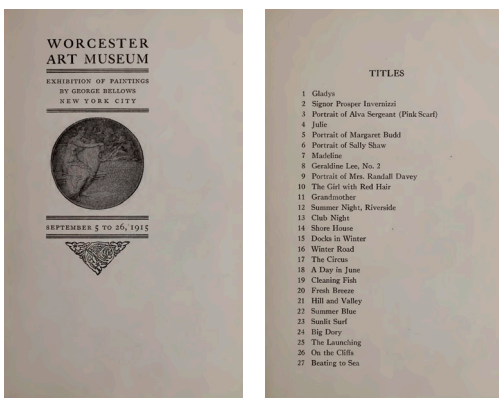 WORCESTER
ART MUSEUM
EXHIBITION OF PAINTINGS
BY GEORGE BELLOWS
NEW YORK CITY
SEPTEMBER 5 TO 26, 1915
TITLES
1 Gladys
2 Signor Prosper Invernizzi
3 Portrait of Alva Sergeant (Pink Scarf)
4 Julie
5 Portrait of Margaret Budd
6 Portrait of Sally Shaw
7 Madeline
8 Geraldine Lee, No. 2
9 Portrait of Mrs. Randall Davey
10 The Girl with Red Hair
11 Grandmother
12 Summer Night, Riverside
13 Club Night
14 Shore House
15 Docks in Winter
16 Winter Road
17 The Circus
18 A Day in June
19 Cleaning Fish
20 Fresh Breeze
21 Hill and Valley
22 Summer Blue
23 Sunlit Surf
24 Big Dory
25 The Launching
26 On the Cliffs
27 Beating to Sea